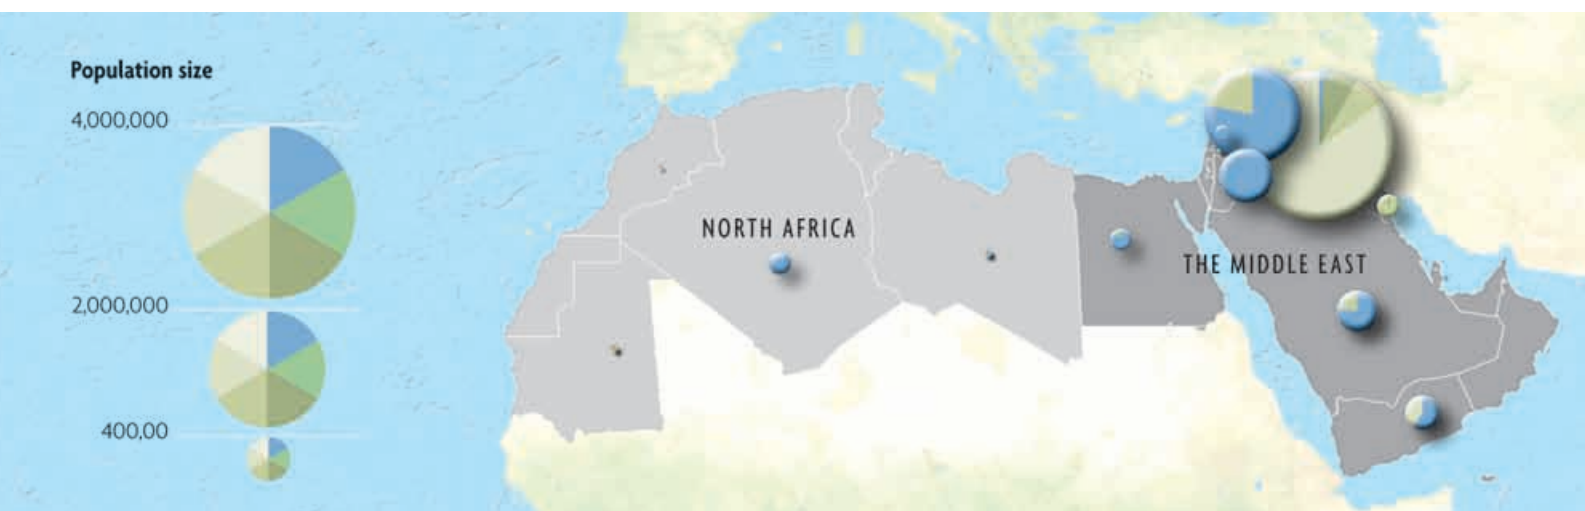 Population size
4,000,000
2,000,000
400,00
NORTH AFRICA
THE MIDDLE EAST